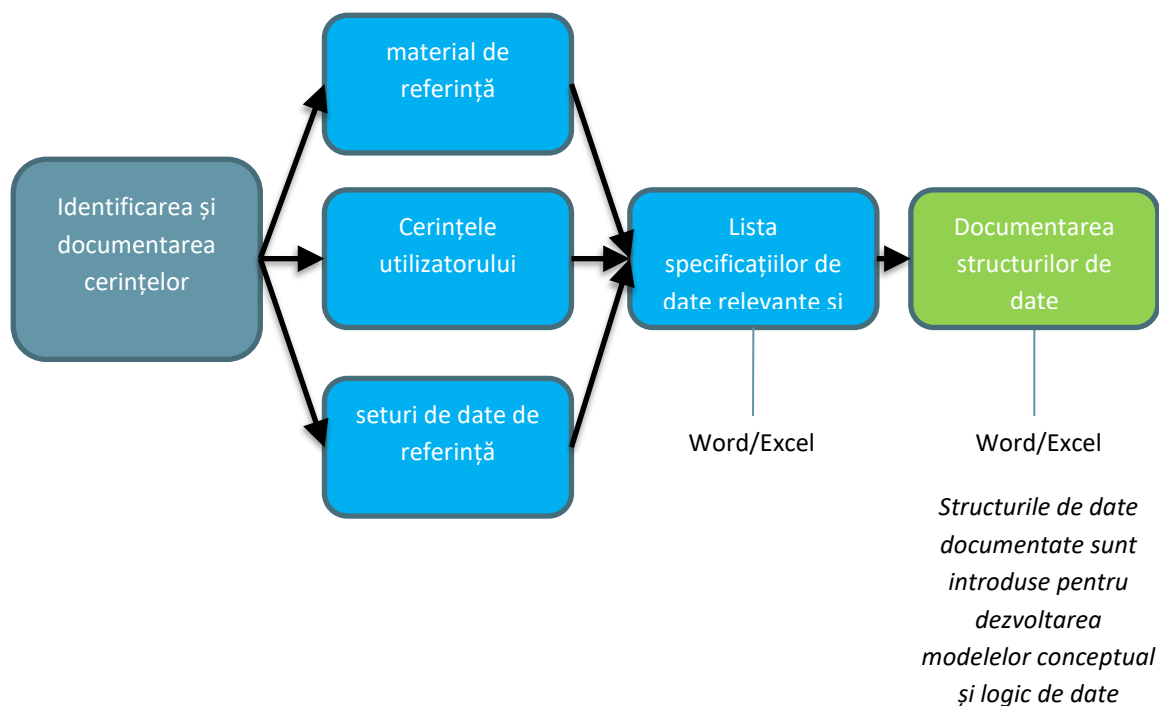 Identificarea și
documentarea
cerințelor
material de
referință
Cerințele
utilizatorului
seturi de date de
referință
Lista
specificațiilor de
date relevante si
Word/Excel
Documentarea
structurilor de
date
Word/Excel
Structurile de date
documentate sunt
introduse pentru
dezvoltarea
modelelor conceptual
și logic de date